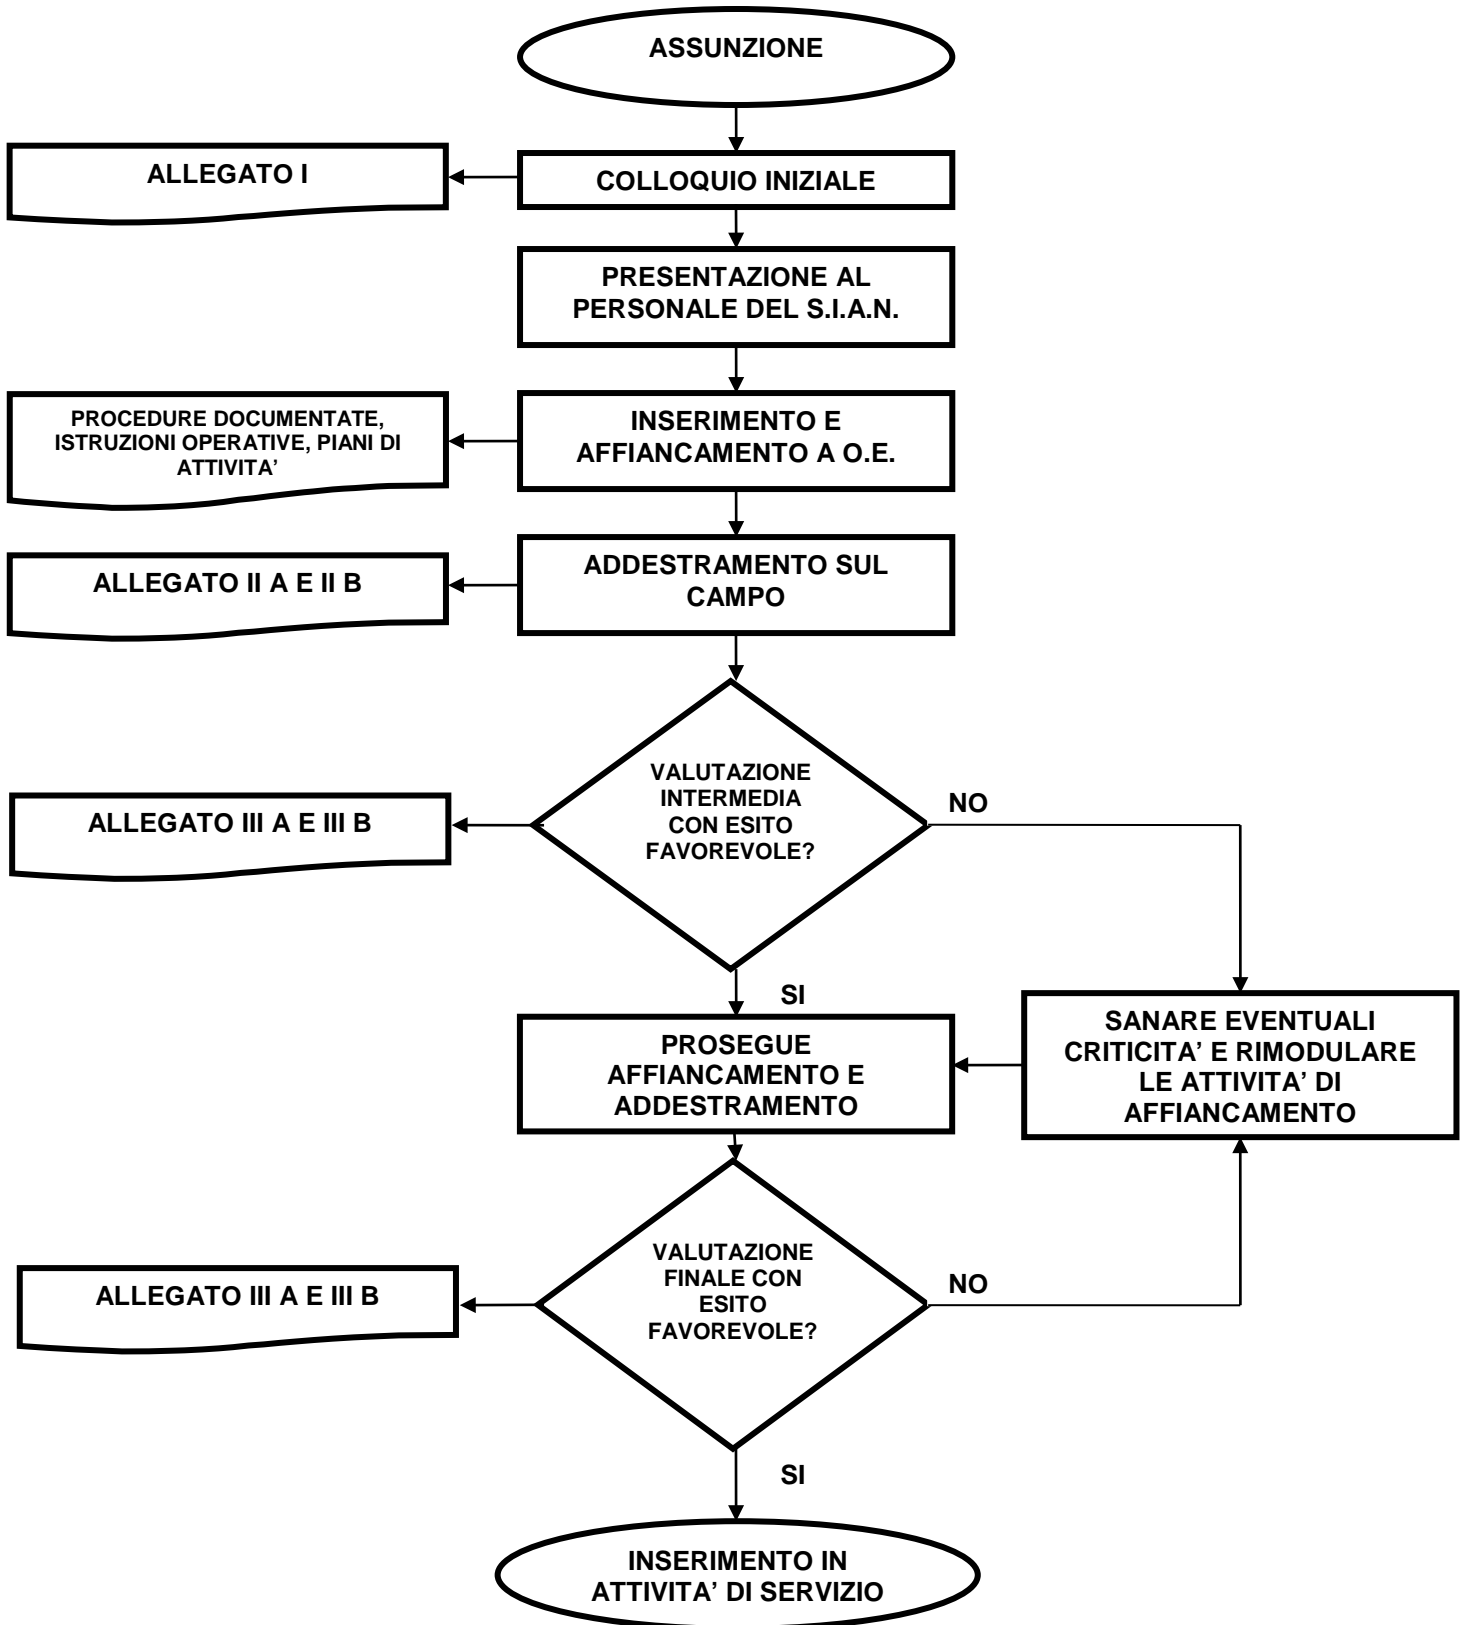 ASSUNZIONE
ALLEGATO I
COLLOQUIO INIZIALE
PRESENTAZIONE AL
PERSONALE DEL S.I.A.N.
PROCEDURE DOCUMENTATE,
ISTRUZIONI OPERATIVE, PIANI DI
ATTIVITA’
INSERIMENTO E
AFFIANCAMENTO A O.E.
ALLEGATO II A E II B
ADDESTRAMENTO SUL
CAMPO
ALLEGATO III A E III B
VALUTAZIONE
INTERMEDIA
CON ESITO
FAVOREVOLE?
NO
SI
PROSEGUE
AFFIANCAMENTO E
ADDESTRAMENTO
SANARE EVENTUALI
CRITICITA’ E RIMODULARE
LE ATTIVITA’ DI
AFFIANCAMENTO
ALLEGATO III A E III B
VALUTAZIONE
FINALE CON
ESITO
FAVOREVOLE?
NO
SI
INSERIMENTO IN
ATTIVITA’ DI SERVIZIO